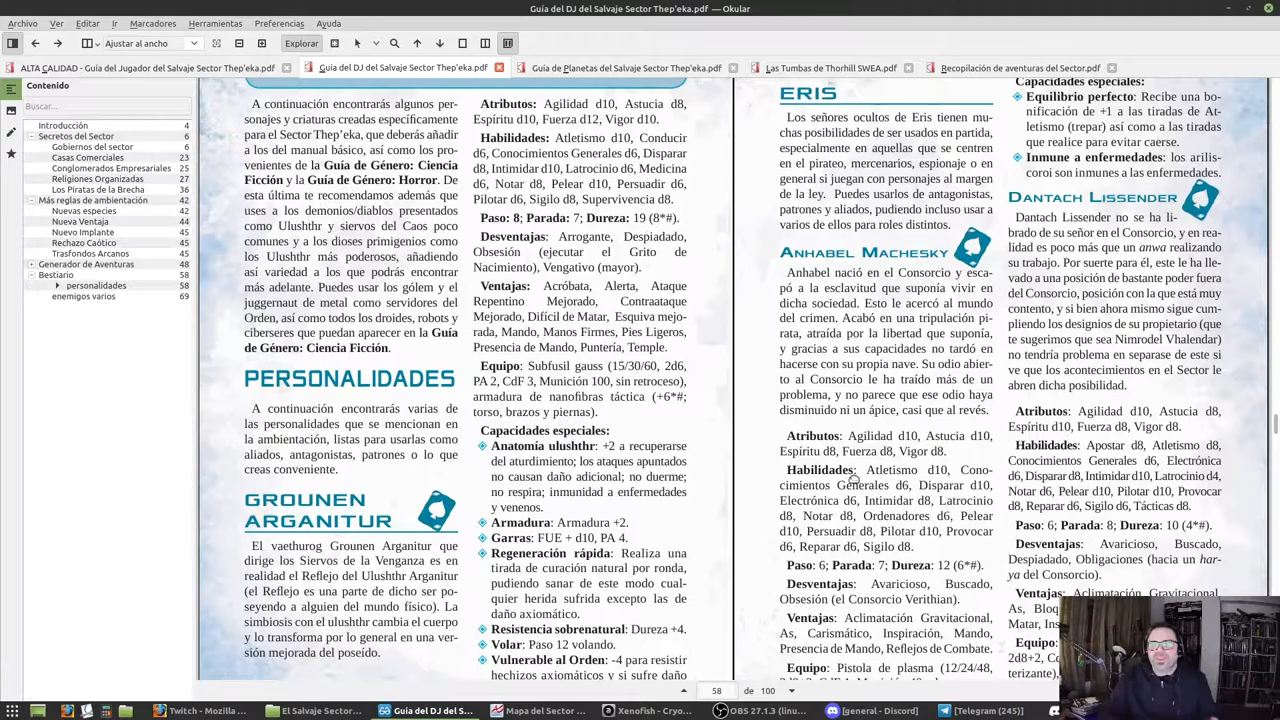 Guía del DJ del Salvaje Sector Thep'eka.pdf — Okular
Archivo Ver Editar Ir Marcadores Herramientas Preferencias Ayuda
Ajustar al ancho
Explorar
ALTA CALIDAD - Guía del Jugador del Salvaje Sector Thep'eka.pdf
Guía del DJ del Salvaje Sector Thep'eka.pdf
Guía de Planetas del Salvaje Sector Thep'eka.pdf
Las Tumbas de Thorhill SWEA.pdf
Recopilación de aventuras del Sector.pdf
Contenido
Buscar...
Introducción 4
Secretos del Sector 6
Gobiernos del sector 6
Casas Comerciales 23
Conglomerados Empresariales 25
Religiones Organizadas 27
Los Piratas de la Brecha 36
Más reglas de ambientación 42
Nuevas especies 42
Nueva Ventaja 44
Nuevo Implante 45
Rechazo Caótico 45
Trasfondos Arcanos 45
Generador de Aventuras 48
Bestiario 58
personalidades 58
enemigos varios 69
A continuación encontrarás algunos per-
sonajes y criaturas creadas específicamente
para el Sector Thep'eka, que deberás añadir
a los del manual básico, así como los pro-
venientes de la Guía de Género: Ciencia
Ficción y la Guía de Género: Horror. De
esta última te recomendamos además que
uses a los demonios/diablos presentados
como Ulushthr y siervos del Caos poco
comunes y a los dioses primigenios como
los Ulushthr más poderosos, añadiendo
así variedad a los que podrás encontrar
más adelante. Puedes usar los gólem y el
juggernaut de metal como servidores del
Orden, así como todos los droides, robots y
ciberseres que puedan aparecer en la Guía
de Género: Ciencia Ficción.
PERSONALIDADES
A continuación encontrarás varias de
las personalidades que se mencionan en
la ambientación, listas para usarlas como
aliados, antagonistas, patrones o lo que
creas conveniente.
GROUNEN
ARGANITUR
El vaethurog Grounen Arganitur que
dirige los Siervos de la Venganza es en
realidad el Reflejo del Ulushthr Arganitur
(el Reflejo es una parte de dicho ser po-
seyendo a alguien del mundo físico). La
simbiosis con el ulushthr cambia el cuerpo
y lo transforma por lo general en una ver-
sión mejorada del poseído.
Atributos: Agilidad d10, Astucia d8,
Espíritu d10, Fuerza d12, Vigor d10.
Habilidades: Atletismo d10, Conducir
d6, Conocimientos Generales d6, Disparar
d8, Intimidar d10, Latrocinio d6, Medicina
d6, Notar d8, Pelear d10, Persuadir d6,
Pilotar d6, Sigilo d8, Supervivencia d8.
Paso: 8; Parada: 7; Dureza: 19 (8*#).
Desventajas: Arrogante, Despiadado,
Obsesión (ejecutar el Grito de
Nacimiento), Vengativo (mayor).
Ventajas: Acróbata, Alerta, Ataque
Repentino Mejorado, Contraataque
Mejorado, Difícil de Matar, Esquiva mejo-
rada, Mando, Manos Firmes, Pies Ligeros,
Presencia de Mando, Puntería, Temple.
Equipo: Subfusil gauss (15/30/60, 2d6,
PA 2, CdF 3, Munición 100, sin retroceso),
armadura de nanofibras táctica (+6*#;
torso, brazos y piernas).
Capacidades especiales:
Anatomía ulushthr: +2 a recuperarse
del aturdimiento; los ataques apuntados
no causan daño adicional; no duerme;
no respira; inmunidad a enfermedades
y venenos.
Armadura: Armadura +2.
Garras: FUE + d10, PA 4.
Regeneración rápida: Realiza una
tirada de curación natural por ronda,
pudiendo sanar de este modo cual-
quier herida sufrida excepto las de
daño axiomático.
Resistencia sobrenatural: Dureza +4.
Volar: Paso 12 volando.
Vulnerable al Orden: -4 para resistir
hechizos axiomáticos y si sufre daño
ERIS
Los señores ocultos de Eris tienen mu-
chas posibilidades de ser usados en partida,
especialmente en aquellas que se centren
en el pirateo, mercenarios, espionaje o en
general si juegan con personajes al margen
de la ley. Puedes usarlos de antagonistas,
patrones y aliados, pudiendo incluso usar a
varios de ellos para roles distintos.
ANHABEL MACHESKY
Anhabel nació en el Consorcio y esca-
pó a la esclavitud que suponía vivir en
dicha sociedad. Esto le acercó al mundo
del crimen. Acabó en una tripulación pi-
rata, atraída por la libertad que suponía,
y gracias a sus capacidades no tardó en
hacerse con su propia nave. Su odio abier-
to al Consorcio le ha traído más de un
problema, y no parece que ese odio haya
disminuido ni un ápice, casi que al revés.
Atributos: Agilidad d10, Astucia d10,
Espíritu d8, Fuerza d8, Vigor d8.
Habilidades: Atletismo d10, Cono-
cimientos Generales d6, Disparar d10,
Electrónica d6, Intimidar d8, Latrocinio
d8, Notar d8, Ordenadores d6, Pelear
d10, Persuadir d8, Pilotar d10, Provocar
d6, Reparar d6, Sigilo d8.
Paso: 6; Parada: 7; Dureza: 12 (6*#).
Desventajas: Avaricioso, Buscado,
Obsesión (el Consorcio Verithian).
Ventajas: Aclimatación Gravitacional,
As, Carismático, Inspiración, Mando,
Presencia de Mando, Reflejos de Combate.
Equipo: Pistola de plasma (12/24/48,
Capacidades especiales:
Equilibrio perfecto: Recibe una bo-
nificación de +1 a las tiradas de At-
letismo (trepar) así como a las tiradas
que realice para evitar caerse.
Inmune a enfermedades: los arilis-
coroi son inmunes a las enfermedades.
DANTACH LISSENDER
Dantach Lissender no se ha li-
brado de su señor en el Consorcio, y en rea-
lidad es poco más que un anwa realizando
su trabajo. Por suerte para él, este le ha lle-
vado a una posición de bastante poder fuera
del Consorcio, posición con la que está muy
contento, y si bien ahora mismo sigue cum-
pliendo los designios de su propietario (que
te sugerimos que sea Nimrodel Vhalendar)
no tendría problema en separase de este si
ve que los acontecimientos en el Sector le
abren dicha posibilidad.
Atributos: Agilidad d10, Astucia d8,
Espíritu d10, Fuerza d8, Vigor d8.
Habilidades: Apostar d8, Atletismo d8,
Conocimientos Generales d6, Electrónica
d6, Disparar d8, Intimidar d10, Latrocinio d4,
Notar d6, Pelear d10, Pilotar d10, Provocar
d8, Reparar d6, Sigilo d6, Tácticas d8.
Paso: 6; Parada: 8; Dureza: 10 (4*#).
Desventajas: Avaricioso, Buscado,
Despiadado, Obligaciones (hacia un har-
ya del Consorcio).
Ventajas: Aclimatación Gravitacional,
As, Bloq
Matar, Ins
Equipo:
2d8+2, Co
terizante),
58 de 100
Twitch - Mozilla ...
El Salvaje Sector...
Guía del DJ del S...
Mapa del Sector ...
Xenofish - Cryo...
OBS 27.1.3 (linu...
[general - Discord]
[Telegram (245)]